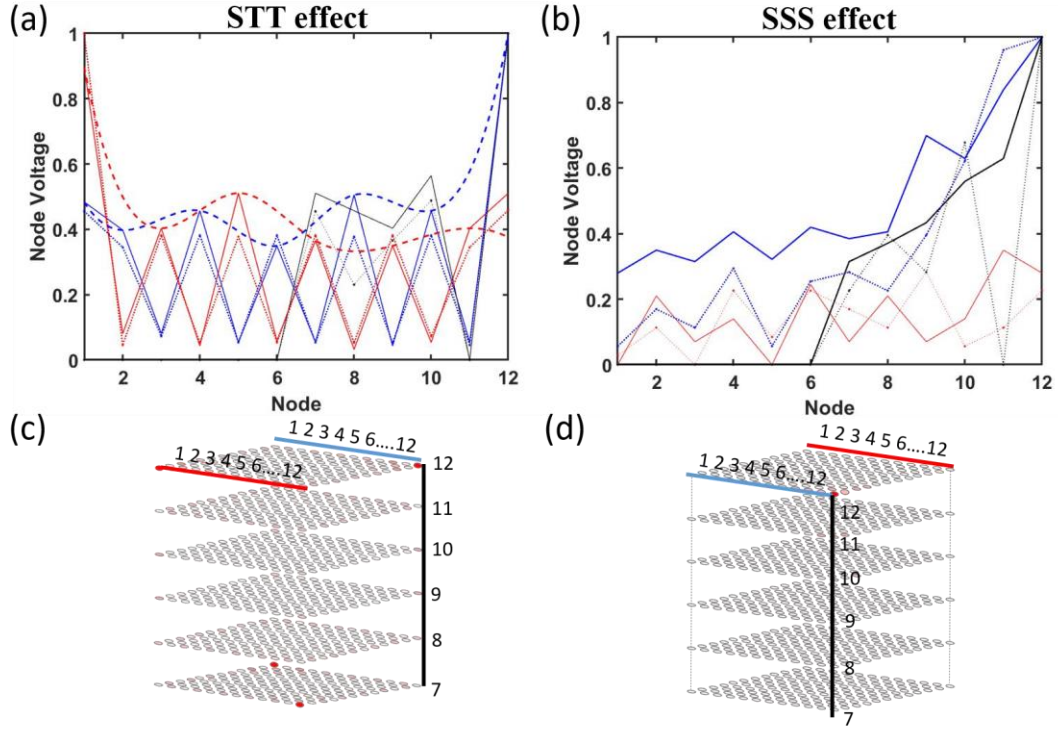 (a)
STT effect
1
0.8
0.6
0.4
0.2
0
Node Voltage
2 4 6 8 10 12
Node
(b)
SSS effect
1
0.8
0.6
0.4
0.2
0
Node Voltage
2 4 6 8 10 12
Node
(c)
1 2 3 4 5 6....12
1 2 3 4 5 6....12
12
11
10
9
8
7
(d)
1 2 3 4 5 6....12
1 2 3 4 5 6....12
12
11
10
9
8
7